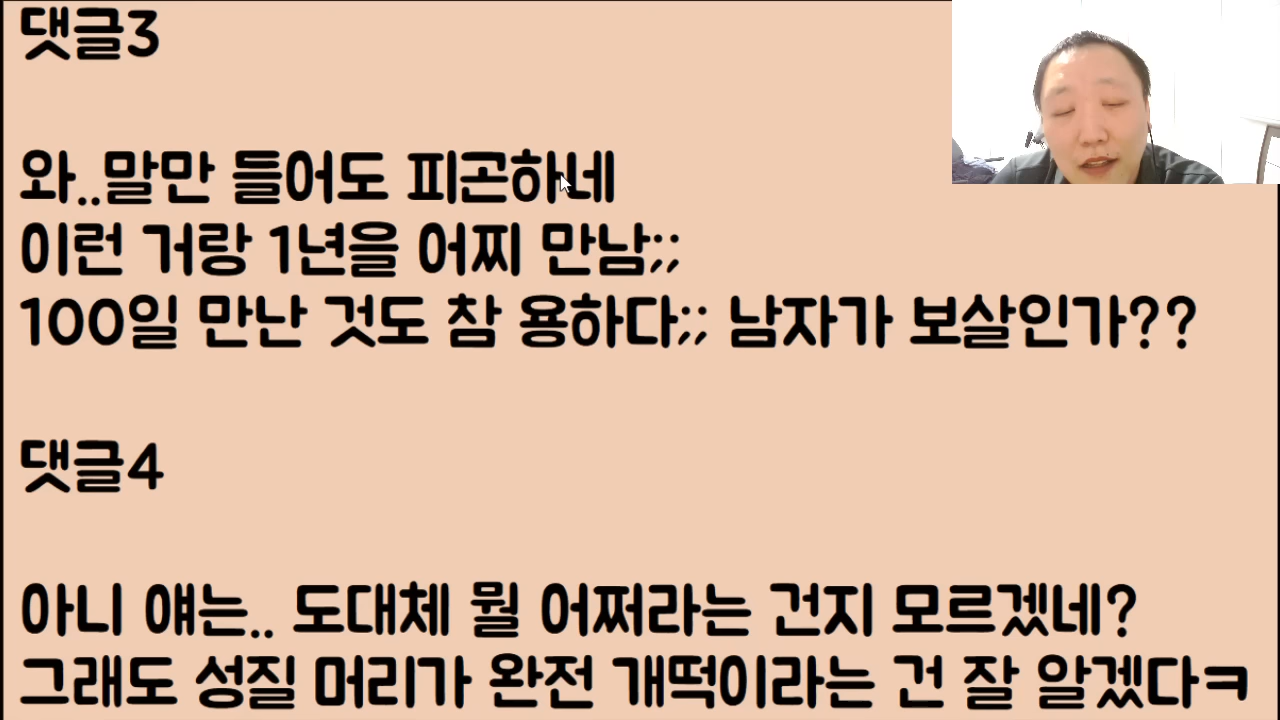 댓글3
와..말만 들어도 피곤하네
이런 거랑 1년을 어찌 만남;;
100일 만난 것도 참 용하다;; 남자가 보살인가??
댓글4
아니 얘는.. 도대체 뭘 어쩌라는 건지 모르겠네?
그래도 성질 머리가 완전 개떡이라는 건 잘 알겠다ㅋ